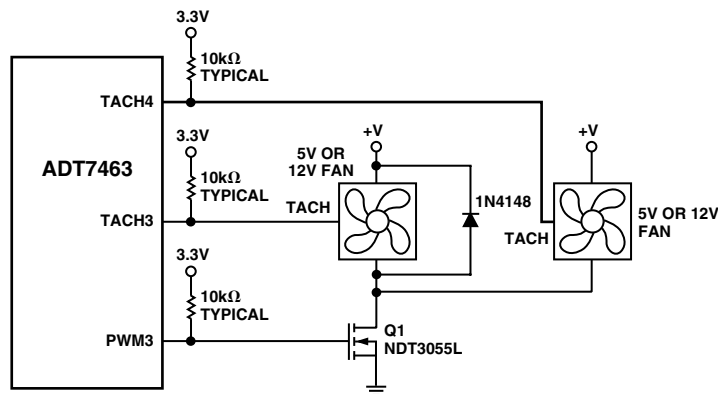 3.3V
10kΩ
TYPICAL
TACH4
3.3V
+V
+V
5V OR
12V FAN
ADT7463
10kΩ
TYPICAL
1N4148
TACH3
TACH
5V OR 12V
FAN
TACH
3.3V
10kΩ
TYPICAL
PWM3
Q1
NDT3055L